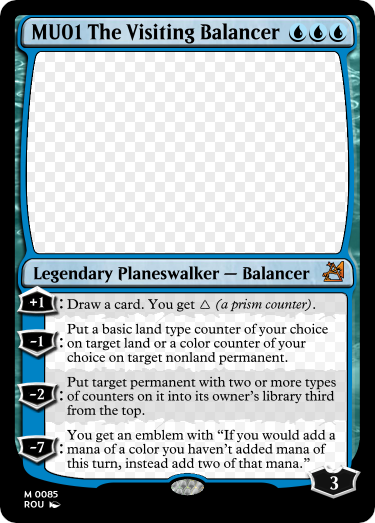 MU01 The Visiting Balancer
Legendary Planeswalker — Balancer
+1: Draw a card. You get △ (a prism counter).
-1: Put a basic land type counter of your choice
on target land or a color counter of your
choice on target nonland permanent.
-2: Put target permanent with two or more types
of counters on it into its owner's library third
from the top.
-7: You get an emblem with “If you would add a
mana of a color you haven't added mana of
this turn, instead add two of that mana.”
3
M 0085
ROU